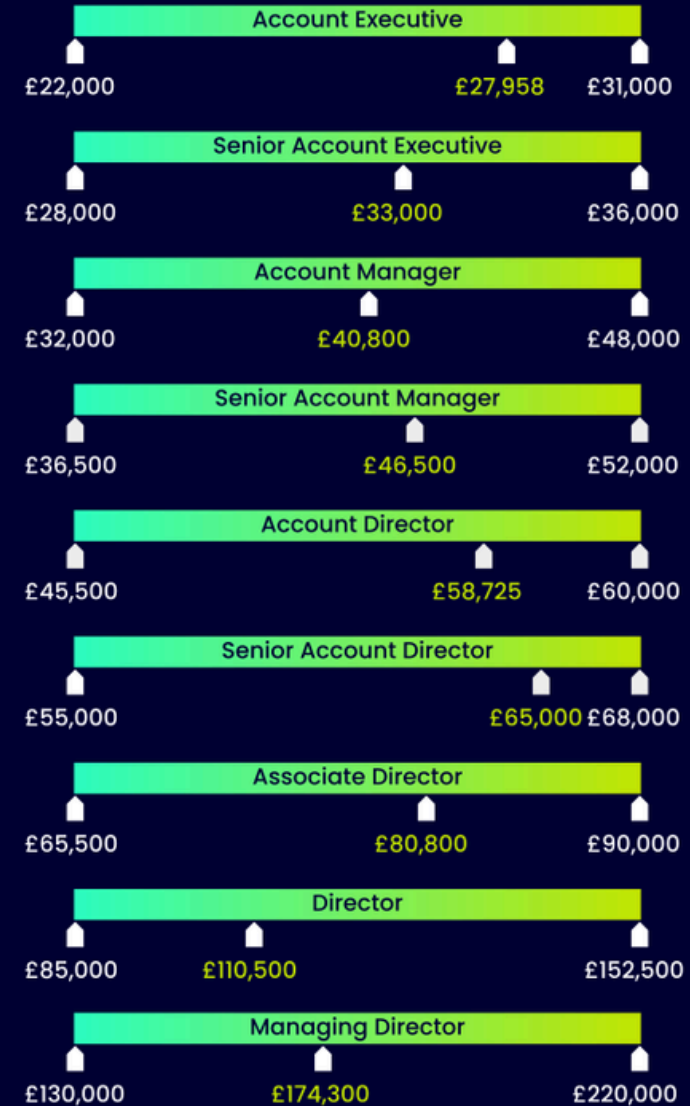 Account Executive
£22,000 £27,958 £31,000
Senior Account Executive
£28,000 £33,000 £36,000
Account Manager
£32,000 £40,800 £48,000
Senior Account Manager
£36,500 £46,500 £52,000
Account Director
£45,500 £58,725 £60,000
Senior Account Director
£55,000 £65,000 £68,000
Associate Director
£65,500 £80,800 £90,000
Director
£85,000 £110,500 £152,500
Managing Director
£130,000 £174,300 £220,000